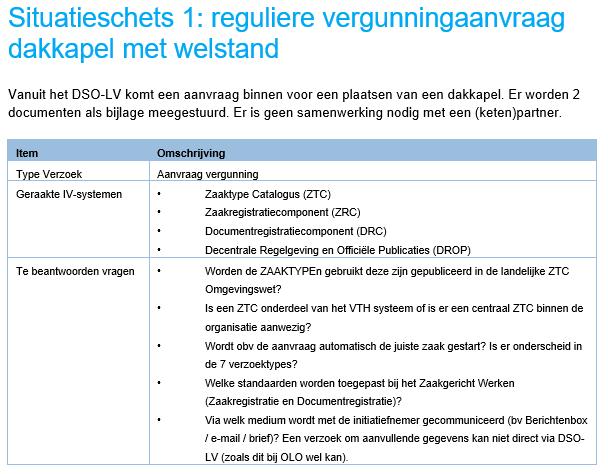 Situatieschets 1: reguliere vergunningaanvraag
dakkapel met welstand
Vanuit het DSO-LV komt een aanvraag binnen voor een plaatsen van een dakkapel. Er worden 2
documenten als bijlage meegestuurd. Er is geen samenwerking nodig met een (keten)partner.
Item Omschrijving
Type Verzoek Aanvraag vergunning
Geraakte IV-systemen • Zaaktype Catalogus (ZTC)
• Zaakregistratiecomponent (ZRC)
• Documentregistratiecomponent (DRC)
• Decentrale Regelgeving en Officiële Publicaties (DROP)
Te beantwoorden vragen • Worden de ZAAKTYPEn gebruikt deze zijn gepubliceerd in de landelijke ZTC
Omgevingswet?
• Is een ZTC onderdeel van het VTH systeem of is er een centraal ZTC binnen de
organisatie aanwezig?
• Wordt obv de aanvraag automatisch de juiste zaak gestart? Is er onderscheid in
de 7 verzoektypes?
• Welke standaarden worden toegepast bij het Zaakgericht Werken
(Zaakregistratie en Documentregistratie)?
• Via welk medium wordt met de initiatiefnemer gecommuniceerd (bv Berichtenbox
/ e-mail / brief)? Een verzoek om aanvullende gegevens kan niet direct via DSO-
LV (zoals dit bij OLO wel kan).